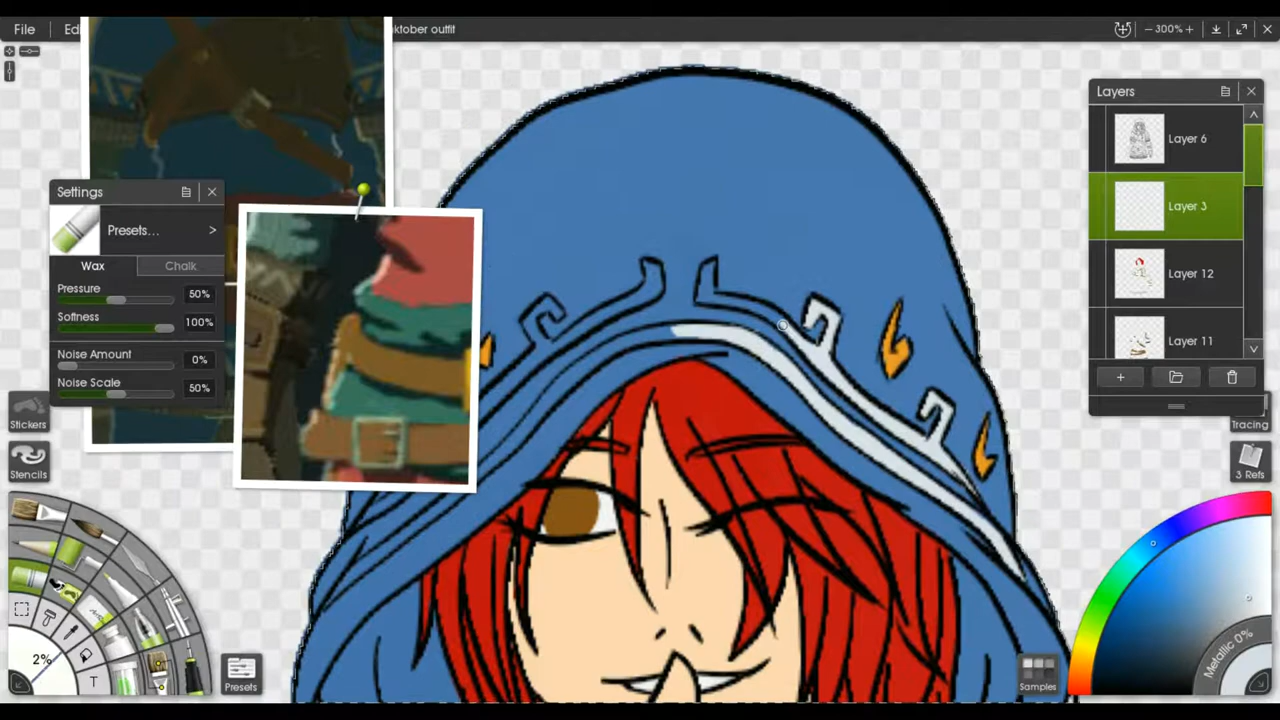 File
Ed
ktober outfit
300%
Layers
Layer 6
Layer 3
Layer 12
Layer 11
Settings
Presets...
>
Wax
Chalk
Pressure
50%
Softness
100%
Noise Amount
0%
Noise Scale
50%
Stickers
Stencils
Tracing
3 Refs
2%
T
Presets
Samples
Metallic 0%